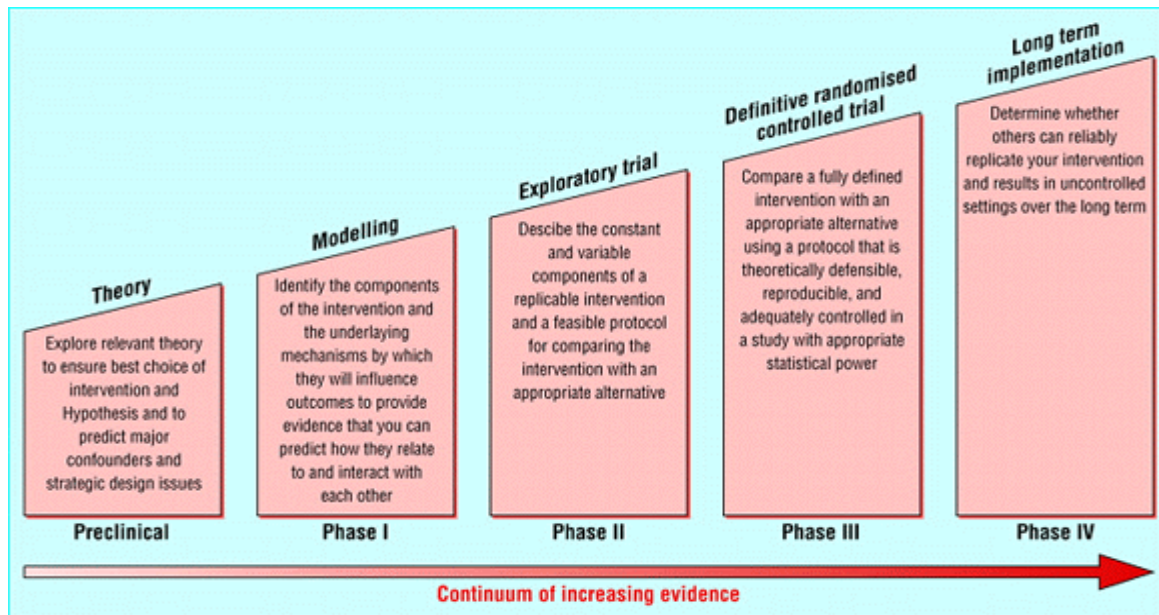 Theory
Explore relevant theory
to ensure best choice of
intervention and
Hypothesis and to
predict major
confounders and
strategic design issues
Preclinical
Modelling
Identify the components
of the intervention and
the underlaying
mechanisms by which
they will influence
outcomes to provide
evidence that you can
predict how they relate
to and interact with
each other
Phase I
Exploratory trial
Descibe the constant
and variable
components of a
replicable intervention
and a feasible protocol
for comparing the
intervention with an
appropriate alternative
Phase II
Definitive randomised
controlled trial
Compare a fully defined
intervention with an
appropriate alternative
using a protocol that is
theoretically defensible,
reproducible, and
adequately controlled in
a study with appropriate
statistical power
Phase III
Long term
implementation
Determine whether
others can reliably
replicate your intervention
and results in uncontrolled
settings over the long term
Phase IV
Continuum of increasing evidence